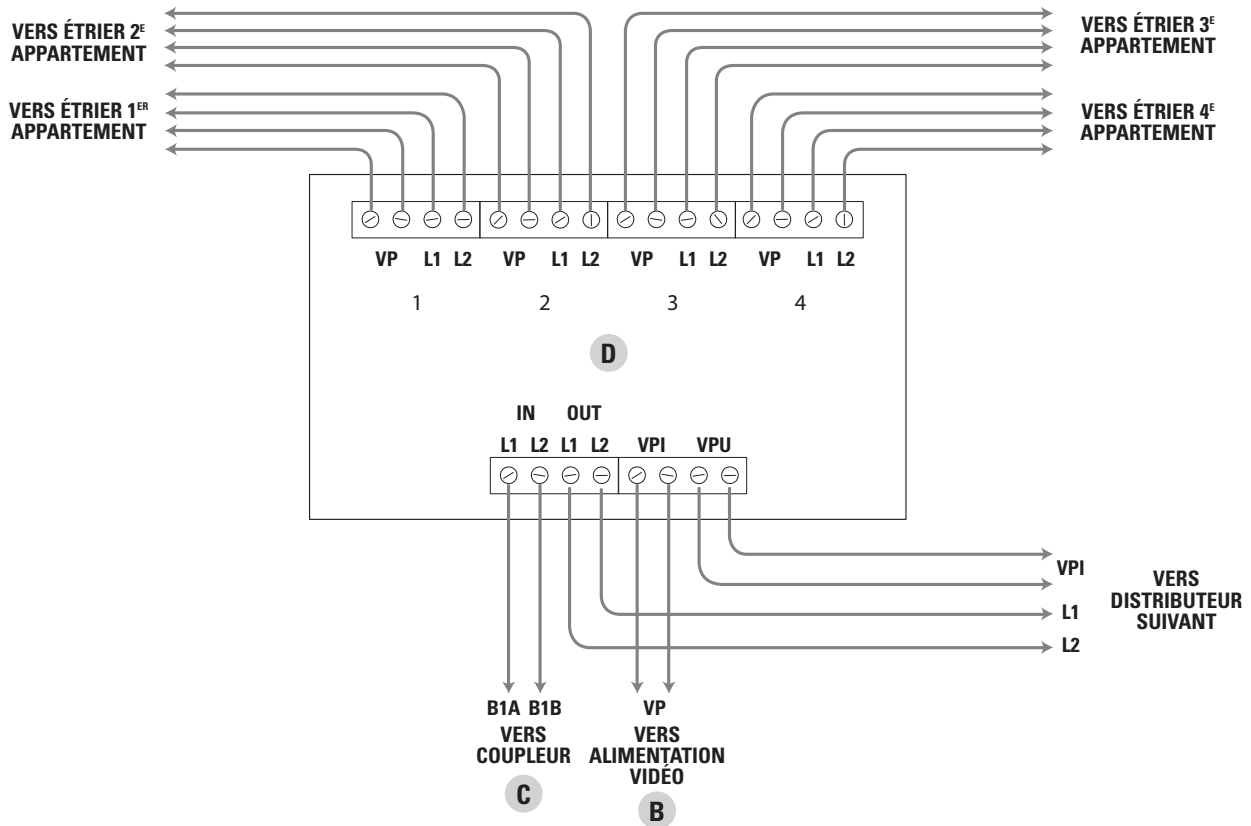 VERS ÉTRIER 2E
APPARTEMENT
VERS ÉTRIER 3E
APPARTEMENT
VERS ÉTRIER 1ER
APPARTEMENT
VERS ÉTRIER 4E
APPARTEMENT
VP L1 L2 VP L1 L2 VP L1 L2 VP L1 L2
1 2 3 4
D
IN OUT
L1 L2 L1 L2 VPI VPU
VPI
L1
L2
VERS
DISTRIBUTEUR
SUIVANT
B1A B1B
VERS
COUPLEUR
C
VP
VERS
ALIMENTATION
VIDÉO
B